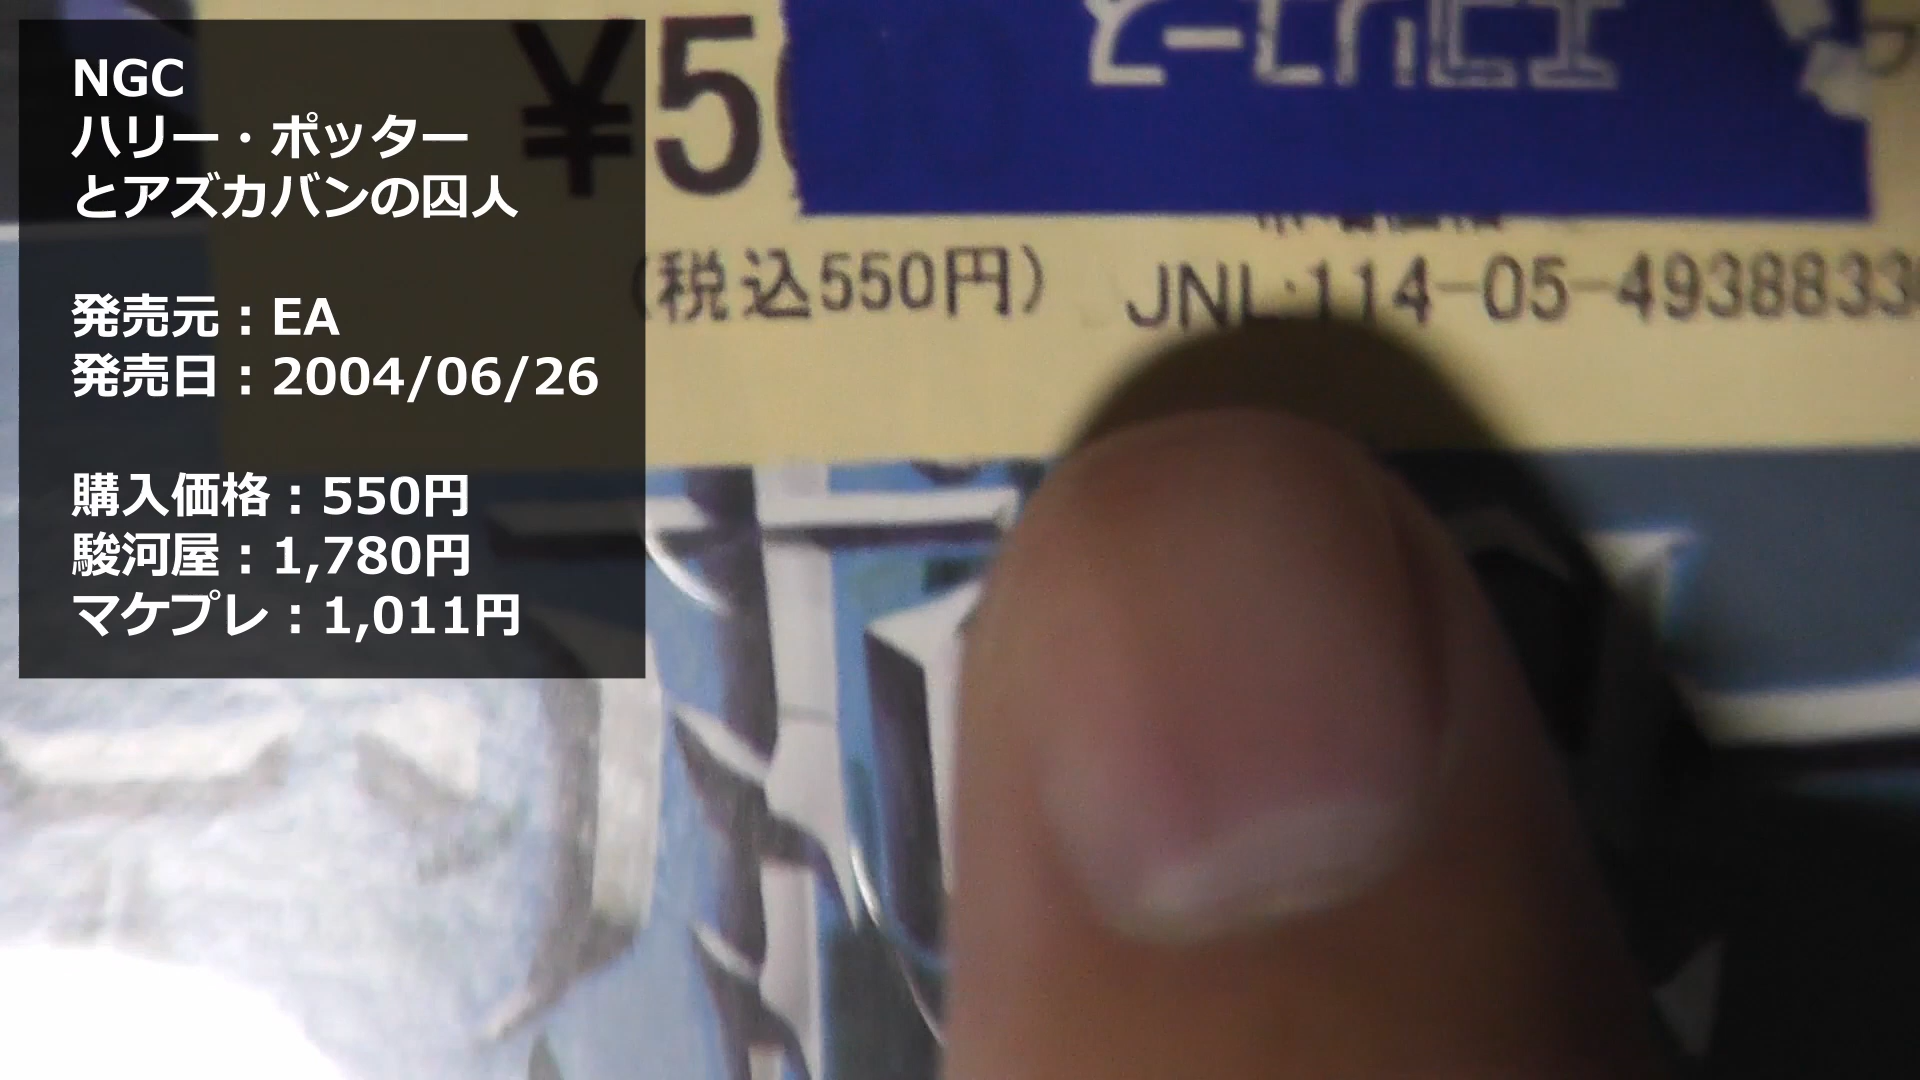 NGC
ハリー・ポッター
とアズカバンの囚人
発売元：EA
発売日：2004/06/26
購入価格：550円
駿河屋：1,780円
マケプレ：1,011円
¥5
(税込550円)
JNL:114-05-4938833